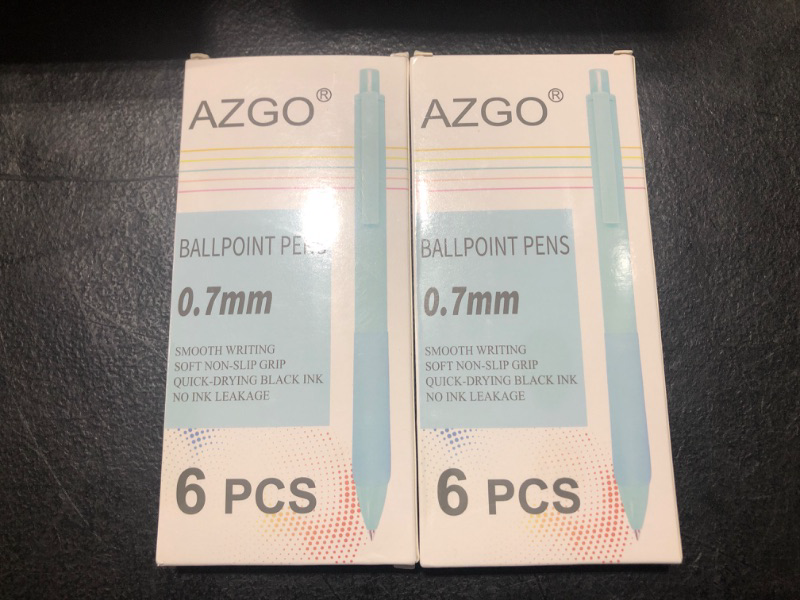 AZGO®
BALLPOINT PENS
0.7mm
SMOOTH WRITING
SOFT NON-SLIP GRIP
QUICK-DRYING BLACK INK
NO INK LEAKAGE
6 PCS
AZGO®
BALLPOINT PENS
0.7mm
SMOOTH WRITING
SOFT NON-SLIP GRIP
QUICK-DRYING BLACK INK
NO INK LEAKAGE
6 PCS